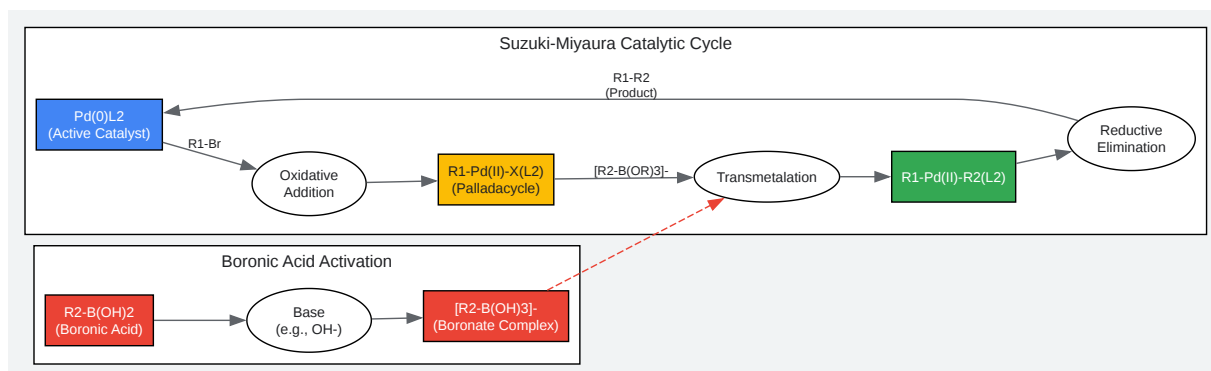 Suzuki-Miyaura Catalytic Cycle
R1-R2
(Product)
Pd(0)L2
(Active Catalyst)
R1-Br
Oxidative
Addition
R1-Pd(II)-X(L2)
(Palladacycle)
[R2-B(OR)3]-
Transmetalation
R1-Pd(II)-R2(L2)
Reductive
Elimination
Boronic Acid Activation
R2-B(OH)2
(Boronic Acid)
Base
(e.g., OH-)
[R2-B(OH)3]-
(Boronate Complex)